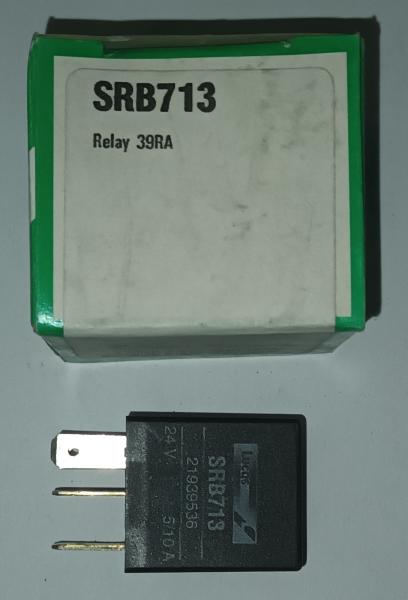 SRB713
Relay 39RA
Lucas
SRB713
21939536
24V. 5/10A